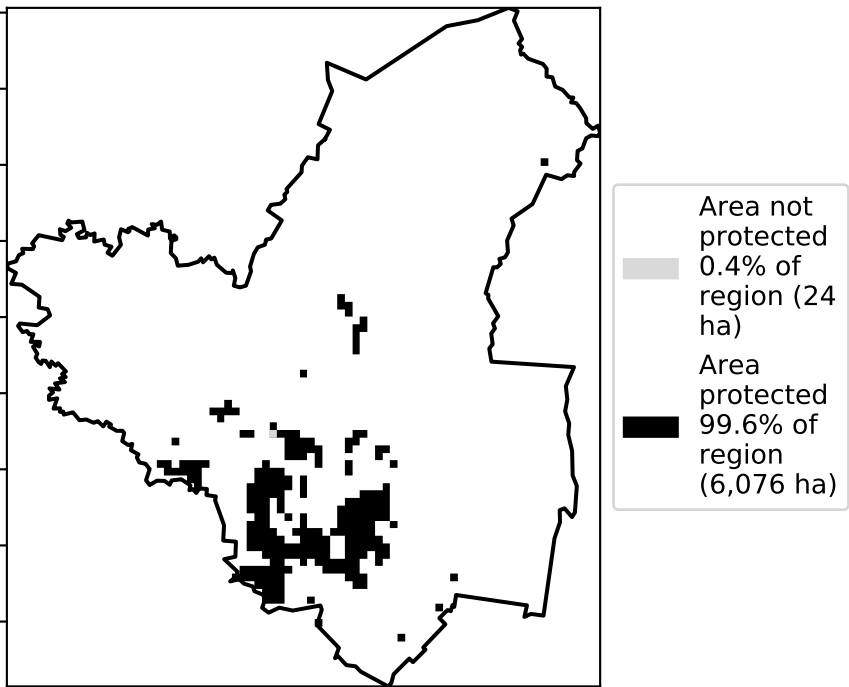 Area not
protected
0.4% of
region (24
ha)
Area
protected
99.6% of
region
(6,076 ha)